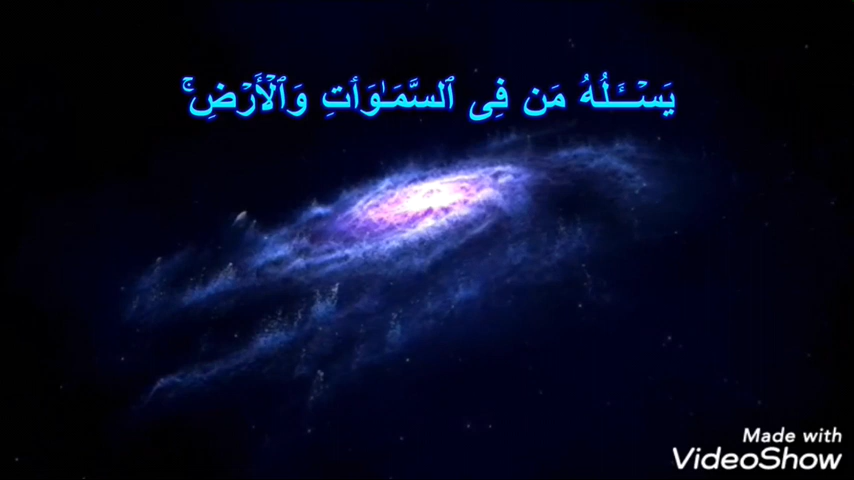 يَسْـَٔلُهُۥ مَن فِى ٱلسَّمَـٰوَٰتِ وَٱلْأَرْضِ ۚ
Made with
VideoShow